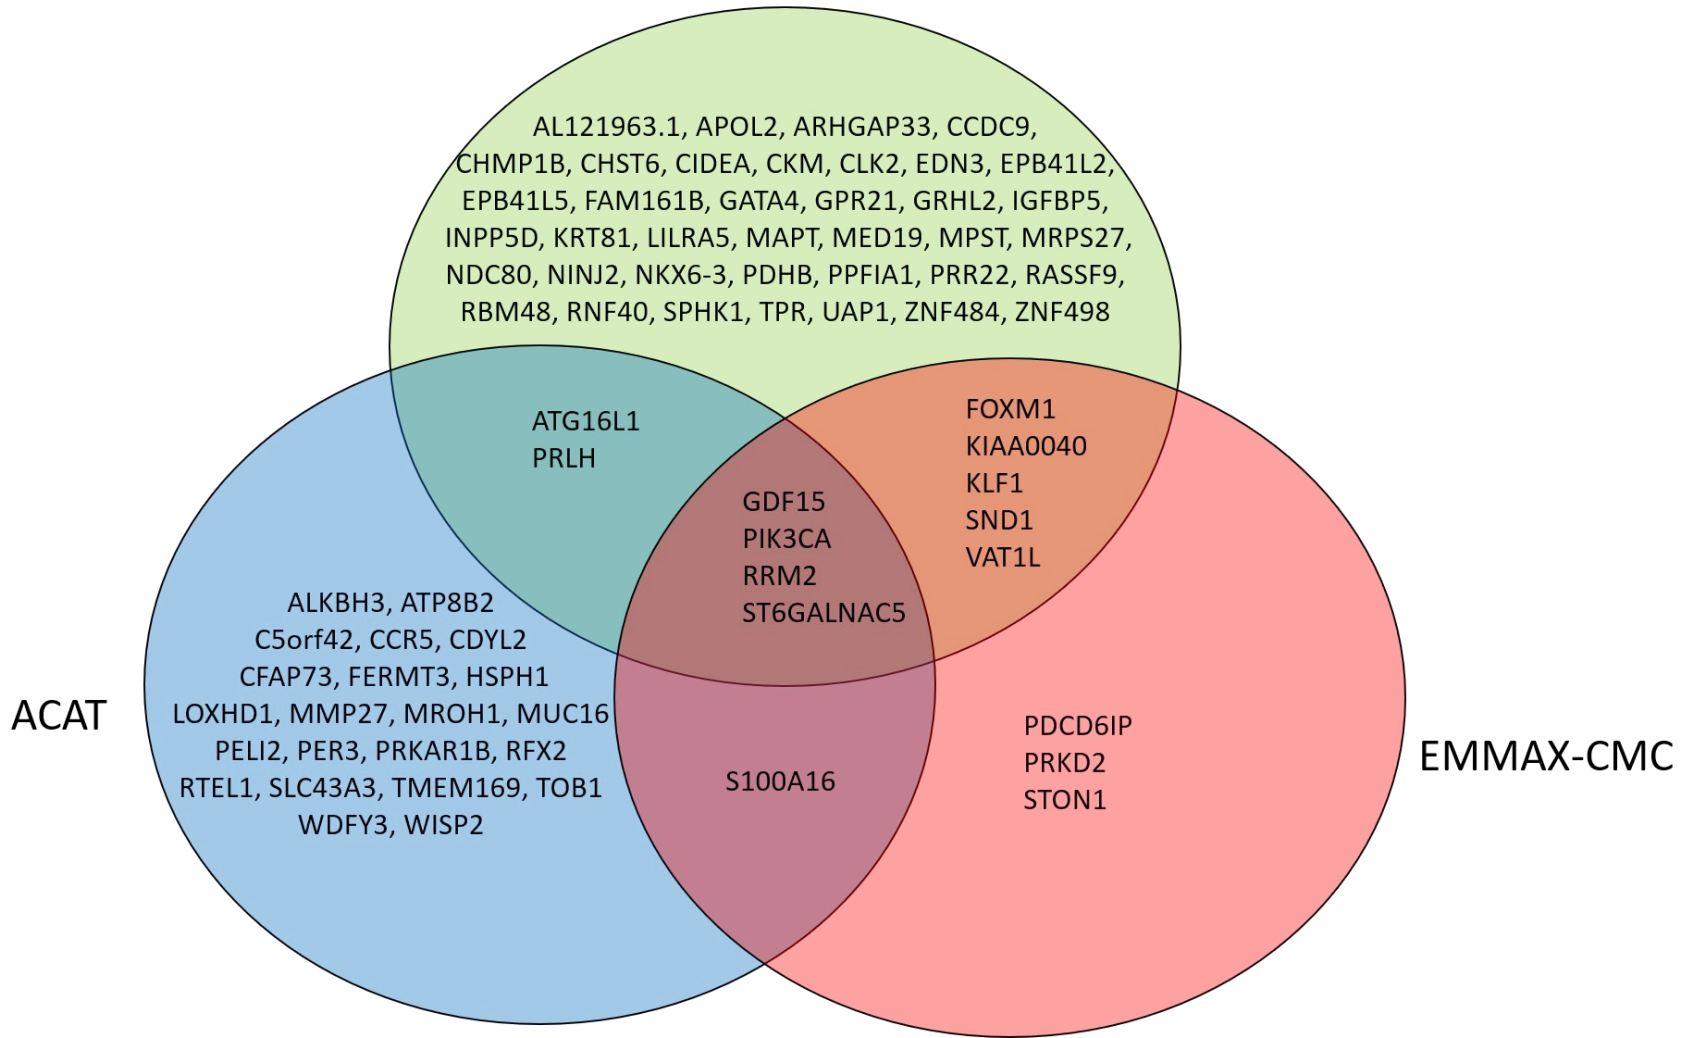 AL121963.1, APOL2, ARHGAP33, CCDC9,
CHMP1B, CHST6, CIDEA, CKM, CLK2, EDN3, EPB41L2,
EPB41L5, FAM161B, GATA4, GPR21, GRHL2, IGFBP5,
INPP5D, KRT81, LILRA5, MAPT, MED19, MPST, MRPS27,
NDC80, NINJ2, NKX6-3, PDHB, PPFIA1, PRR22, RASSF9,
RBM48, RNF40, SPHK1, TPR, UAP1, ZNF484, ZNF498
ATG16L1
PRLH
FOXM1
KIAA0040
KLF1
SND1
VAT1L
GDF15
PIK3CA
RRM2
ST6GALNAC5
ALKBH3, ATP8B2
C5orf42, CCR5, CDYL2
CFAP73, FERMT3, HSPH1
LOXHD1, MMP27, MROH1, MUC16
PELI2, PER3, PRKAR1B, RFX2
RTEL1, SLC43A3, TMEM169, TOB1
WDFY3, WISP2
ACAT
S100A16
PDCD6IP
PRKD2
STON1
EMMAX-CMC